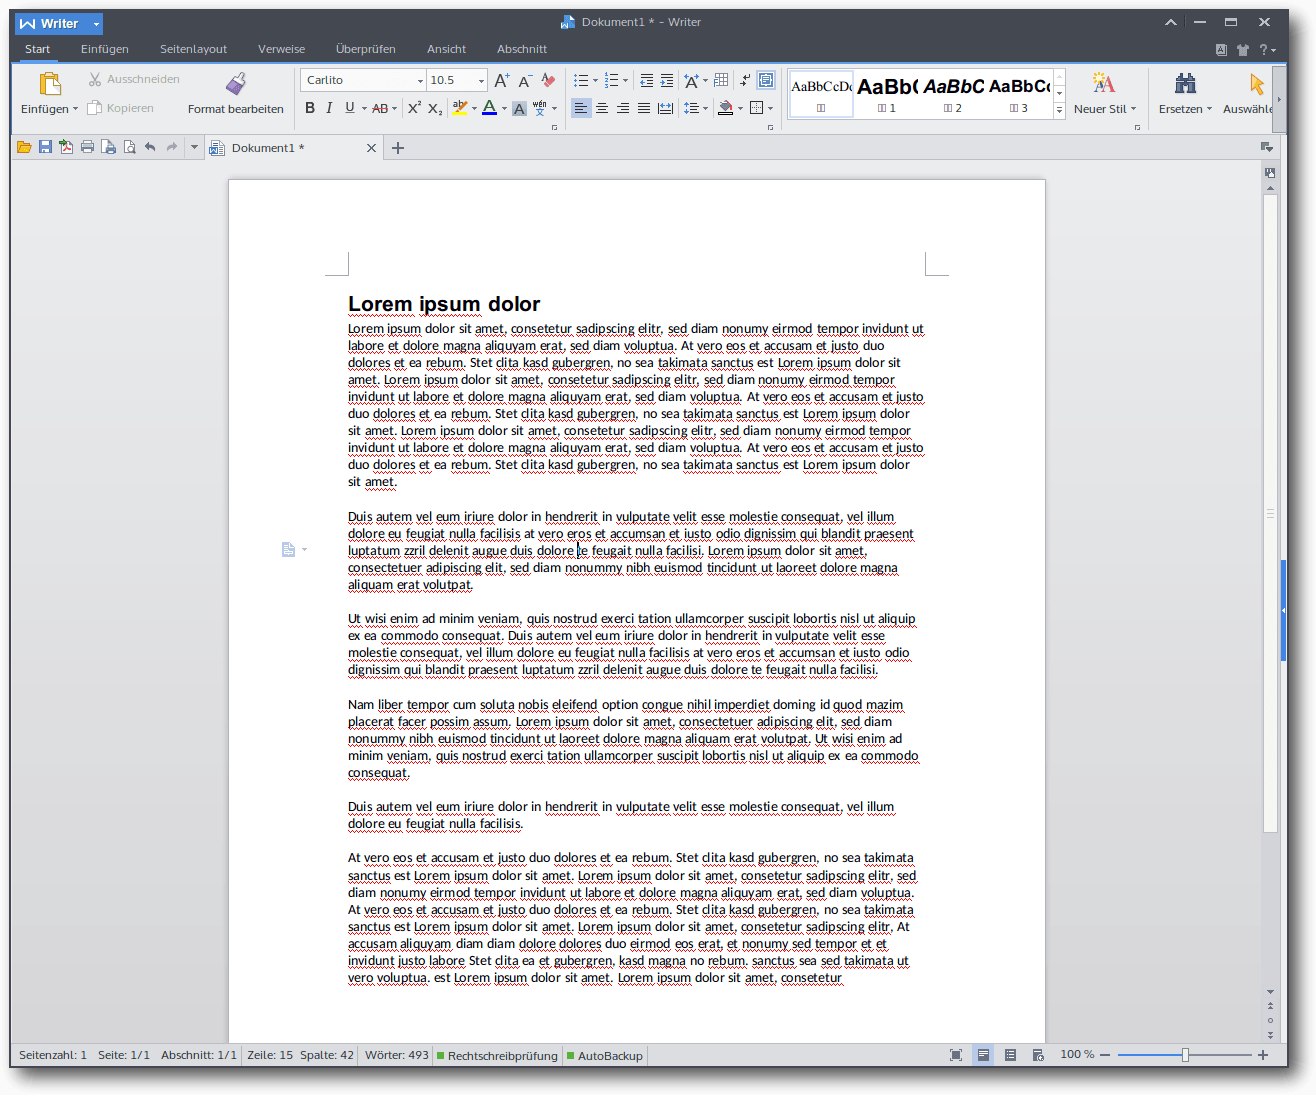 Writer
Dokument1 * - Writer
Start Einfügen Seitenlayout Verweise Überprüfen Ansicht Abschnitt
Einfügen
Ausschneiden
Kopieren
Format bearbeiten
Carlito 10.5
AaBbCcDc AaBbC AaBbC AaBbCc
1 2 3
Neuer Stil
Ersetzen
Auswähle
Dokument1 *
Lorem ipsum dolor
Lorem ipsum dolor sit amet, consetetur sadipscing elitr, sed diam nonumy eirmod tempor invidunt ut
labore et dolore magna aliquyam erat, sed diam voluptua. At vero eos et accusam et justo duo
dolores et ea rebum. Stet clita kasd gubergren, no sea takimata sanctus est Lorem ipsum dolor sit
amet. Lorem ipsum dolor sit amet, consetetur sadipscing elitr, sed diam nonumy eirmod tempor
invidunt ut labore et dolore magna aliquyam erat, sed diam voluptua. At vero eos et accusam et justo
duo dolores et ea rebum. Stet clita kasd gubergren, no sea takimata sanctus est Lorem ipsum dolor
sit amet. Lorem ipsum dolor sit amet, consetetur sadipscing elitr, sed diam nonumy eirmod tempor
invidunt ut labore et dolore magna aliquyam erat, sed diam voluptua. At vero eos et accusam et justo
duo dolores et ea rebum. Stet clita kasd gubergren, no sea takimata sanctus est Lorem ipsum dolor
sit amet.
Duis autem vel eum iriure dolor in hendrerit in vulputate velit esse molestie consequat, vel illum
dolore eu feugiat nulla facilisis at vero eros et accumsan et iusto odio dignissim qui blandit praesent
luptatum zzril delenit augue duis dolore te feugait nulla facilisi. Lorem ipsum dolor sit amet,
consectetuer adipiscing elit, sed diam nonummy nibh euismod tincidunt ut laoreet dolore magna
aliquam erat volutpat.
Ut wisi enim ad minim veniam, quis nostrud exerci tation ullamcorper suscipit lobortis nisl ut aliquip
ex ea commodo consequat. Duis autem vel eum iriure dolor in hendrerit in vulputate velit esse
molestie consequat, vel illum dolore eu feugiat nulla facilisis at vero eros et accumsan et iusto odio
dignissim qui blandit praesent luptatum zzril delenit augue duis dolore te feugait nulla facilisi.
Nam liber tempor cum soluta nobis eleifend option congue nihil imperdiet doming id quod mazim
placerat facer possim assum. Lorem ipsum dolor sit amet, consectetuer adipiscing elit, sed diam
nonummy nibh euismod tincidunt ut laoreet dolore magna aliquam erat volutpat. Ut wisi enim ad
minim veniam, quis nostrud exerci tation ullamcorper suscipit lobortis nisl ut aliquip ex ea commodo
consequat.
Duis autem vel eum iriure dolor in hendrerit in vulputate velit esse molestie consequat, vel illum
dolore eu feugiat nulla facilisis.
At vero eos et accusam et justo duo dolores et ea rebum. Stet clita kasd gubergren, no sea takimata
sanctus est Lorem ipsum dolor sit amet. Lorem ipsum dolor sit amet, consetetur sadipscing elitr, sed
diam nonumy eirmod tempor invidunt ut labore et dolore magna aliquyam erat, sed diam voluptua.
At vero eos et accusam et justo duo dolores et ea rebum. Stet clita kasd gubergren, no sea takimata
sanctus est Lorem ipsum dolor sit amet. Lorem ipsum dolor sit amet, consetetur sadipscing elitr, At
accusam aliquyam diam diam dolore dolores duo eirmod eos erat, et nonumy sed tempor et et
invidunt justo labore Stet clita ea et gubergren, kasd magna no rebum. sanctus sea sed takimata ut
vero voluptua. est Lorem ipsum dolor sit amet. Lorem ipsum dolor sit amet, consetetur
Seitenzahl: 1 Seite: 1/1 Abschnitt: 1/1 Zeile: 15 Spalte: 42 Wörter: 493 Rechtschreibprüfung AutoBackup 100 %